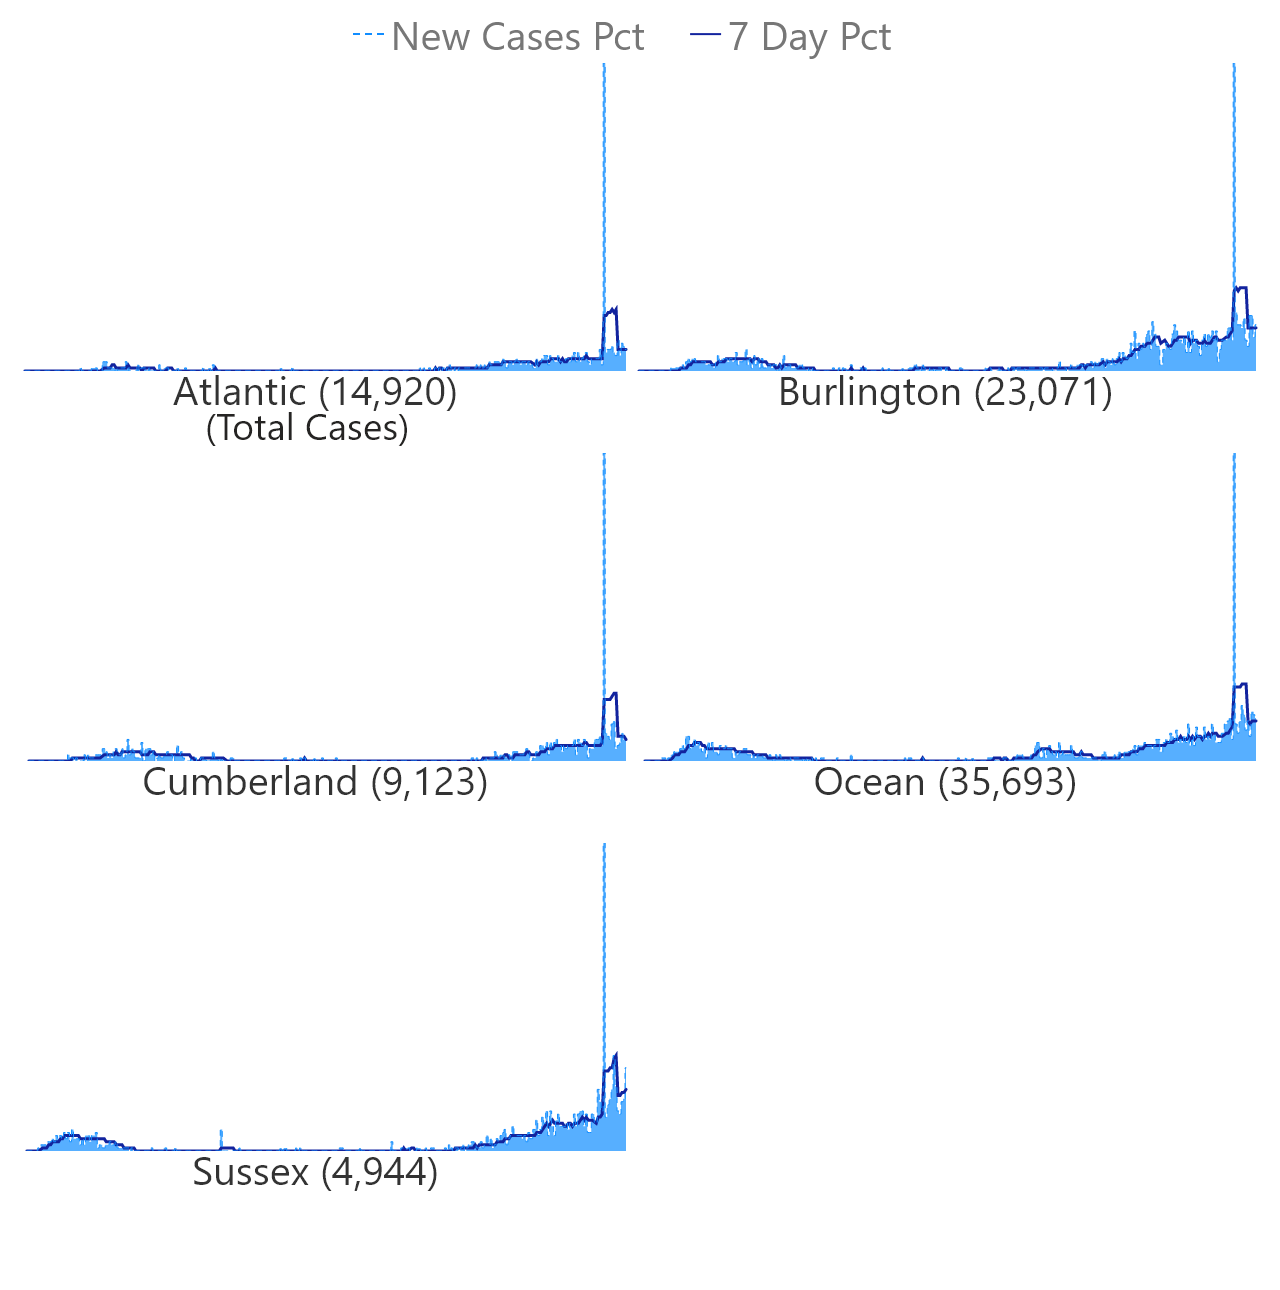 New Cases Pct 7 Day Pct
Atlantic (14,920)
(Total Cases)
Burlington (23,071)
Cumberland (9,123)
Ocean (35,693)
Sussex (4,944)